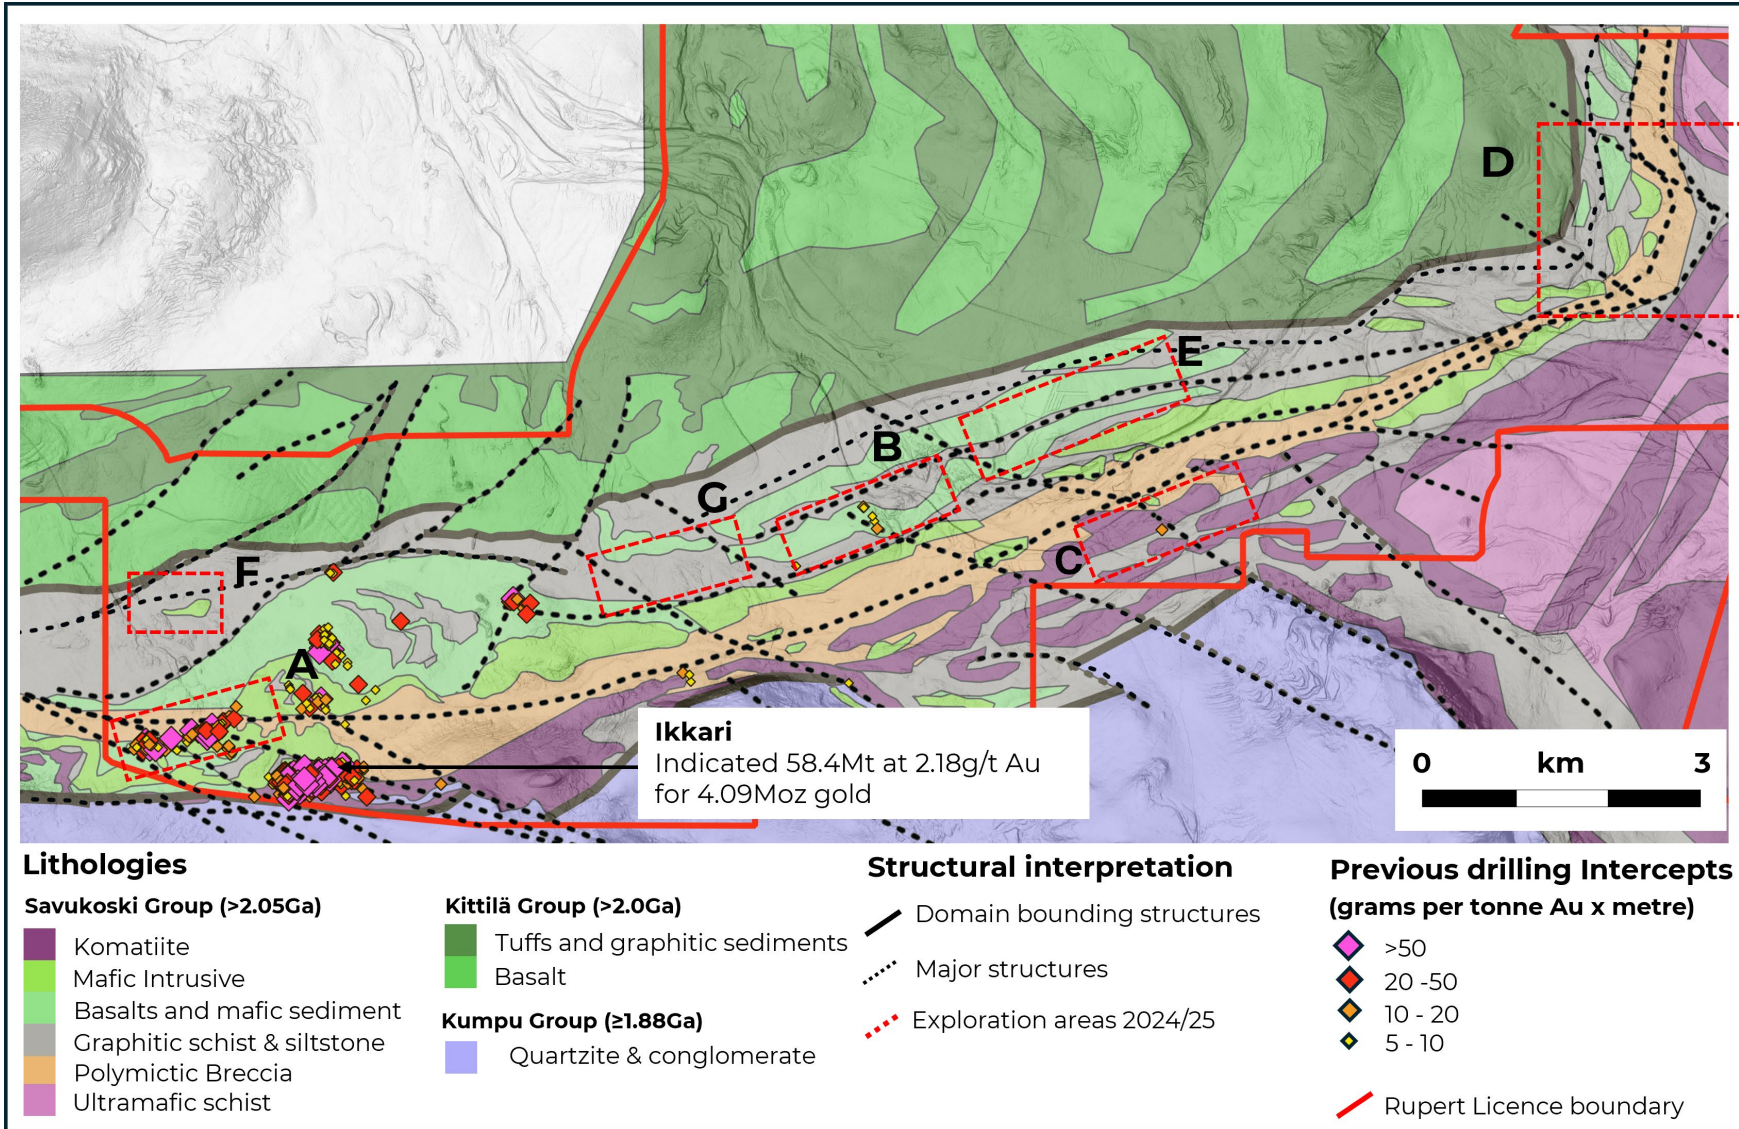 D
E
B
G
C
F
A
Ikkari
Indicated 58.4Mt at 2.18g/t Au
for 4.09Moz gold
0 km 3
Lithologies
Savukoski Group (>2.05Ga)
Komatiite
Mafic Intrusive
Basalts and mafic sediment
Graphitic schist & siltstone
Polymictic Breccia
Ultramafic schist
Kittilä Group (>2.0Ga)
Tuffs and graphitic sediments
Basalt
Kumpu Group (≥1.88Ga)
Quartzite & conglomerate
Structural interpretation
Domain bounding structures
Major structures
Exploration areas 2024/25
Previous drilling Intercepts
(grams per tonne Au x metre)
>50
20 -50
10 - 20
5 - 10
Rupert Licence boundary